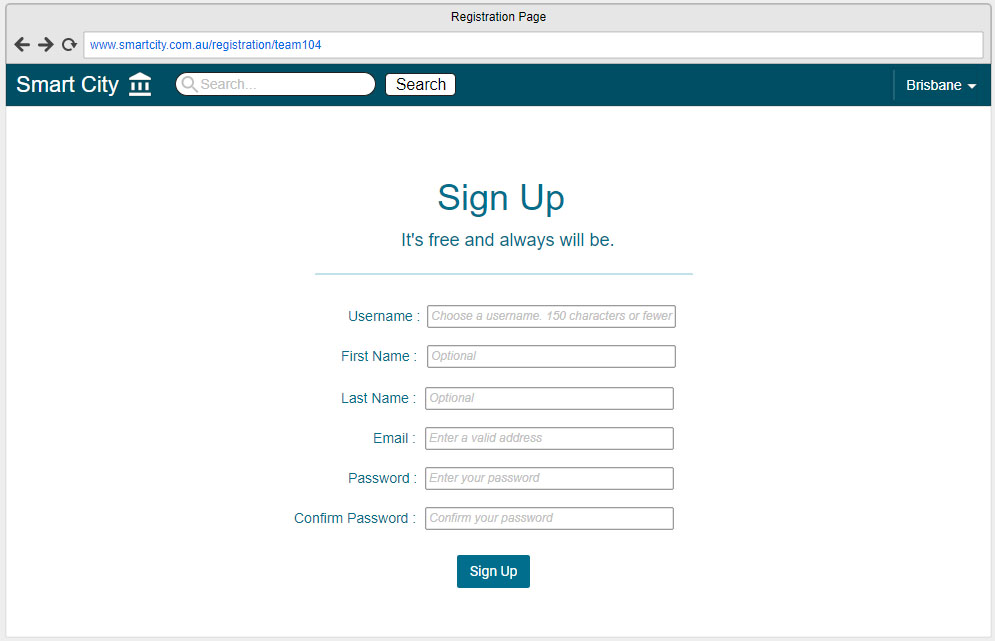 Registration Page
www.smartcity.com.au/registration/team104
Smart City Search... Search Brisbane
Sign Up
It's free and always will be.
Username : Choose a username. 150 characters or fewer
First Name : Optional
Last Name : Optional
Email : Enter a valid address
Password : Enter your password
Confirm Password : Confirm your password
Sign Up